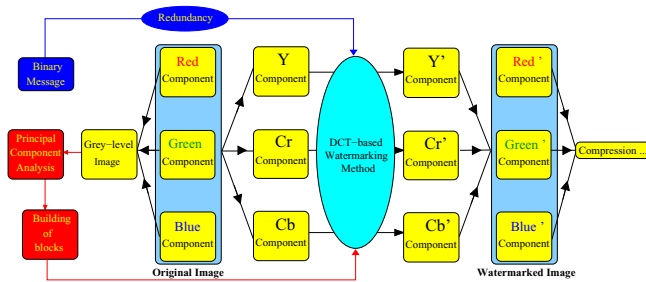 Redundancy
Binary
Message
Principal
Component
Analysis
Building
of
blocks
Grey−level
Image
Red
Component
Green
Component
Blue
Component
Original Image
Y
Component
Cr
Component
Cb
Component
DCT−based
Watermarking
Method
Y'
Component
Cr'
Component
Cb'
Component
Red '
Component
Green '
Component
Blue '
Component
Watermarked Image
Compression ...